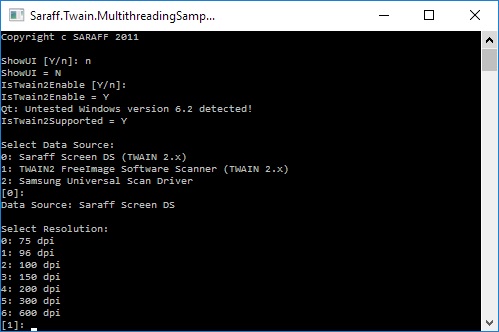 Saraff.Twain.MultithreadingSamp...
Copyright c SARAFF 2011
ShowUI [Y/n]: n
ShowUI = N
IsTwain2Enable [Y/n]:
IsTwain2Enable = Y
Qt: Untested Windows version 6.2 detected!
IsTwain2Supported = Y
Select Data Source:
0: Saraff Screen DS (TWAIN 2.x)
1: TWAIN2 FreeImage Software Scanner (TWAIN 2.x)
2: Samsung Universal Scan Driver
[0]:
Data Source: Saraff Screen DS
Select Resolution:
0: 75 dpi
1: 96 dpi
2: 100 dpi
3: 150 dpi
4: 200 dpi
5: 300 dpi
6: 600 dpi
[1]: